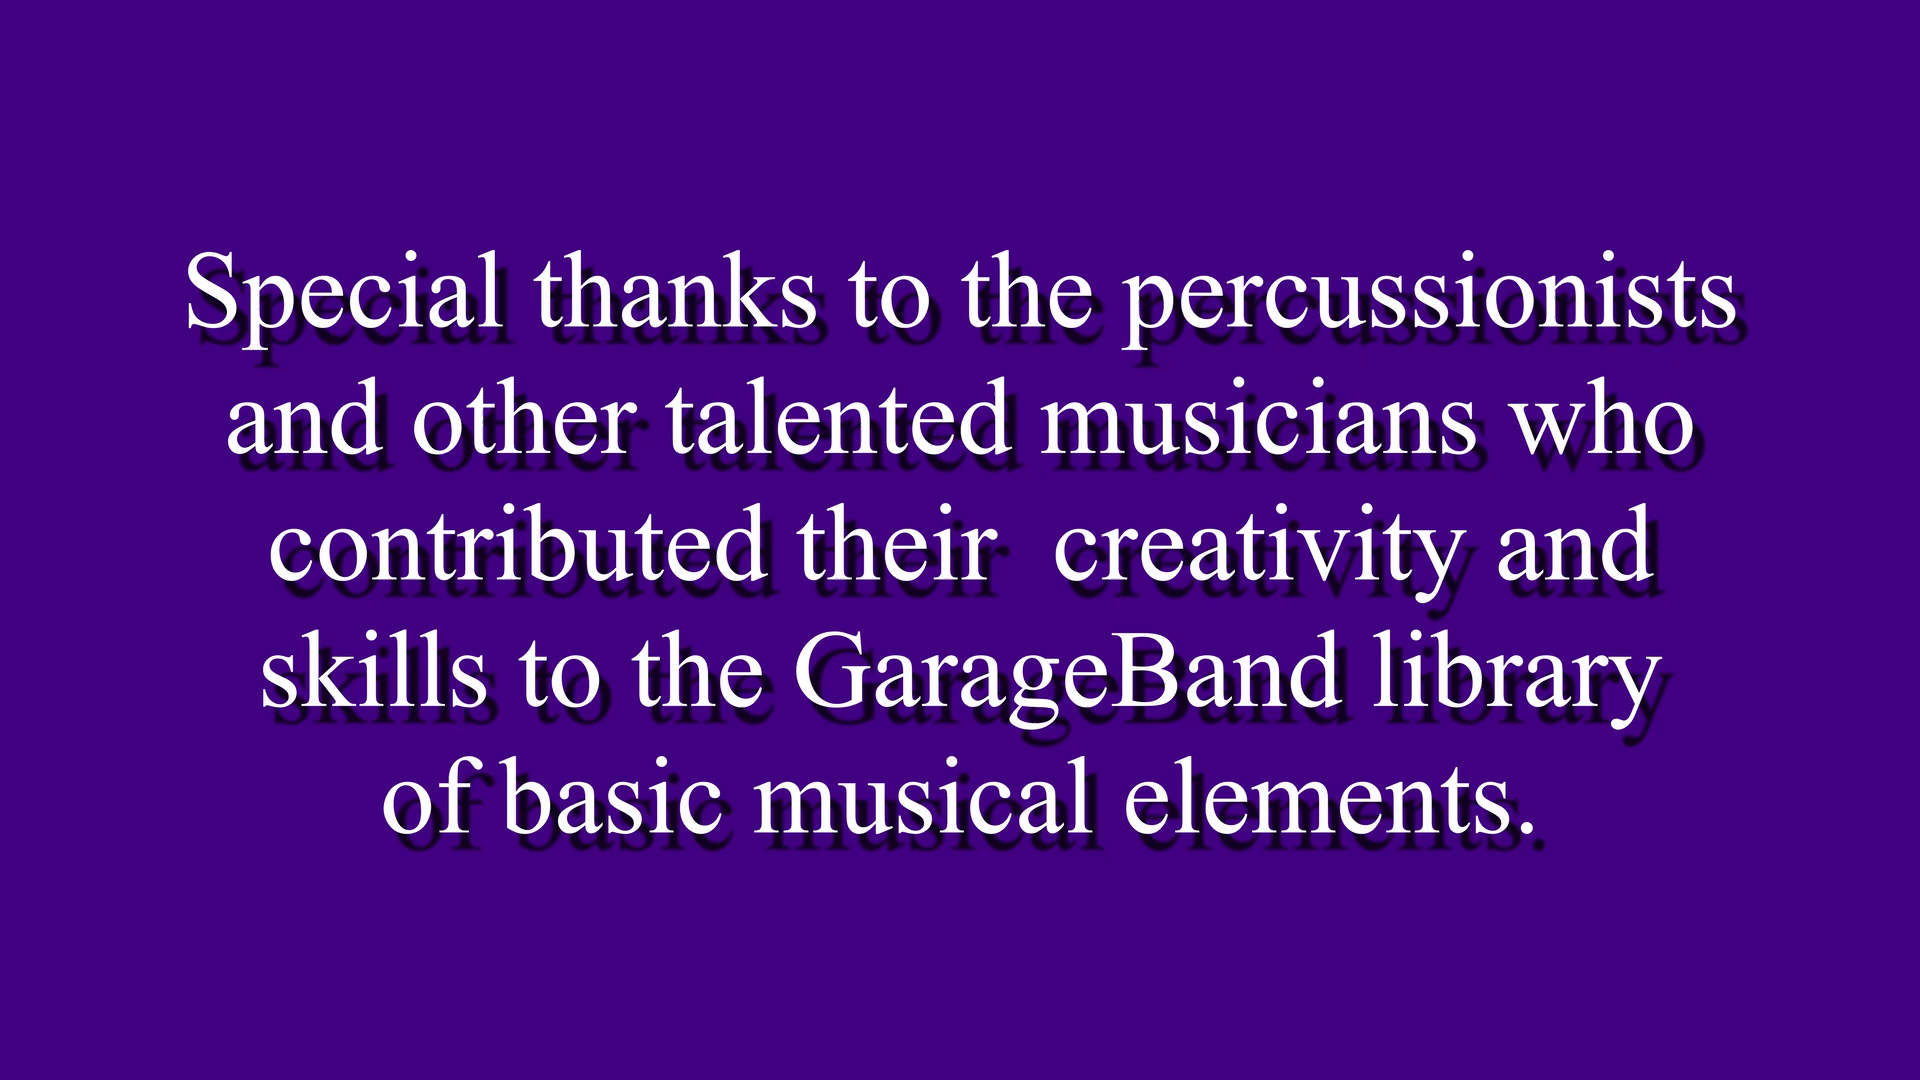 Special thanks to the percussionists
and other talented musicians who
contributed their  creativity and
skills to the GarageBand library
of basic musical elements.